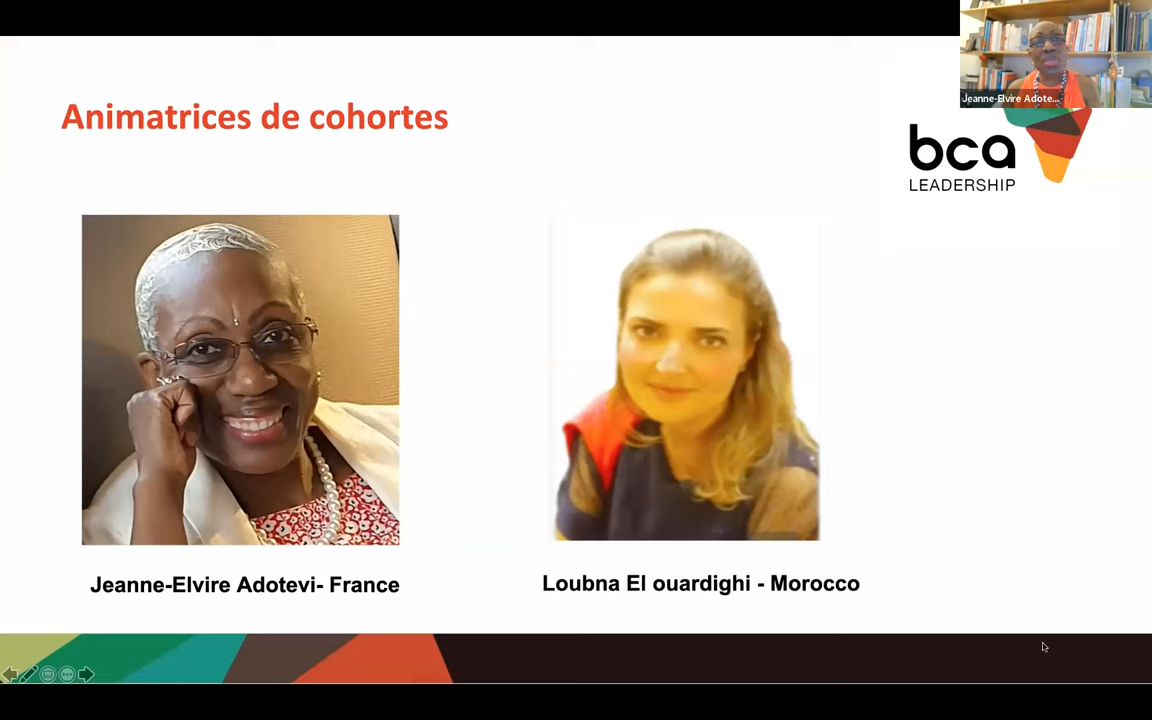 Jeanne-Elvire Adote...
Animatrices de cohortes
bca
LEADERSHIP
Jeanne-Elvire Adotevi- France
Loubna El ouardighi - Morocco